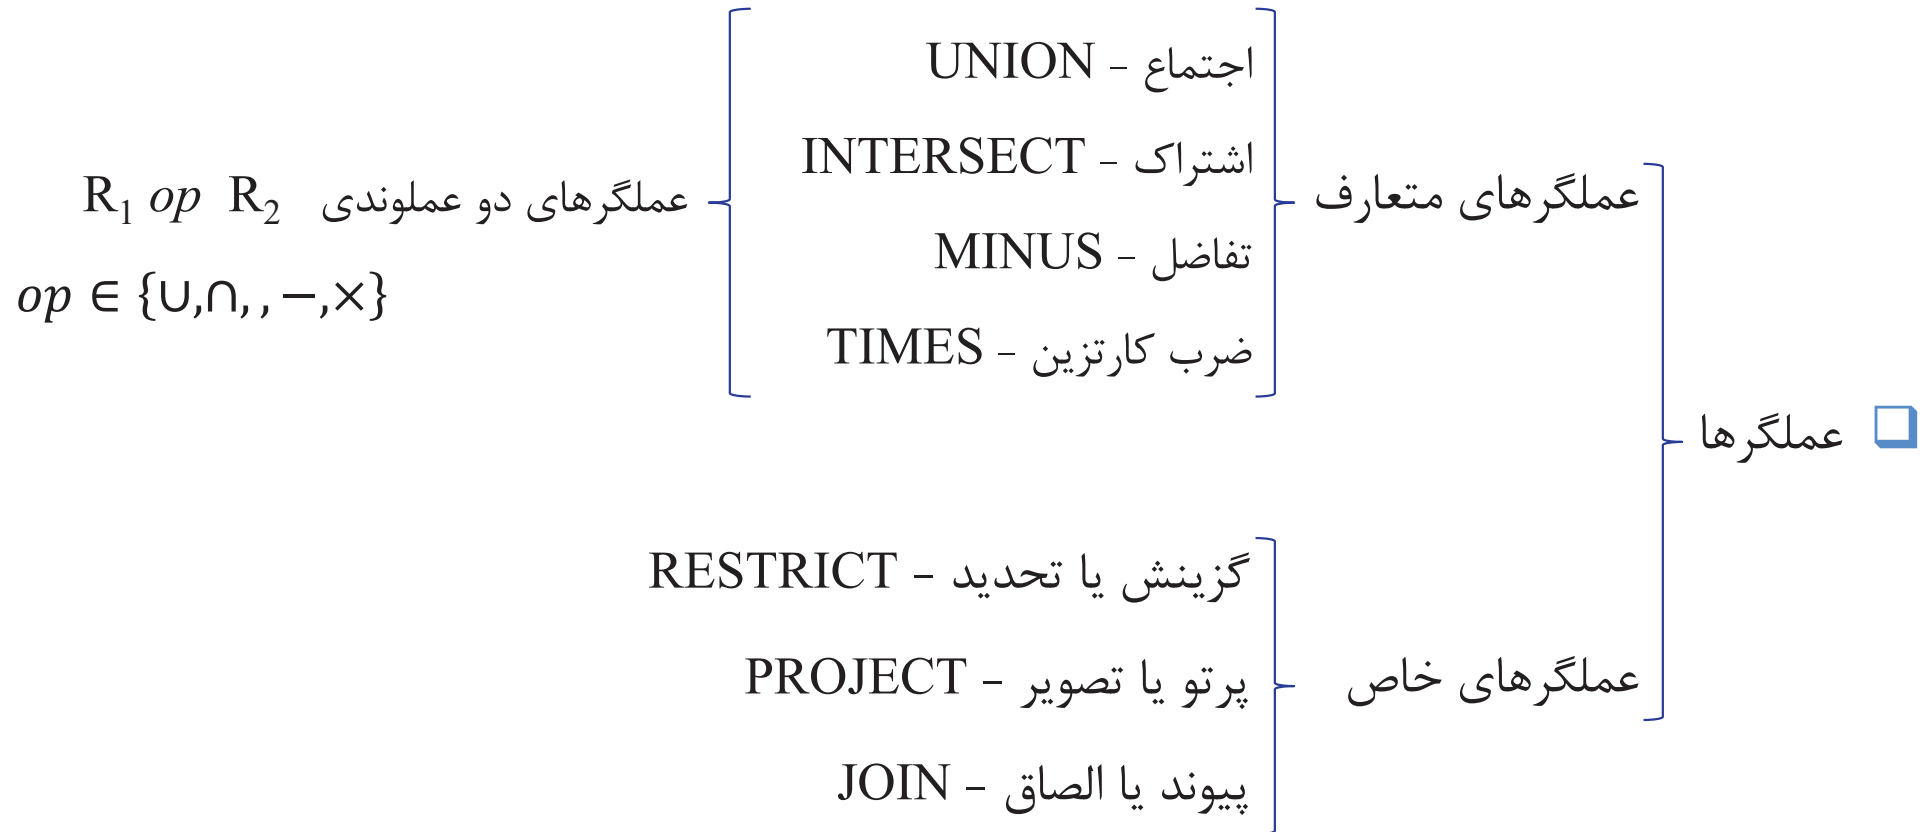 ❑ عملگرها
عملگرهای متعارف
اجتماع – UNION
اشتراک – INTERSECT
تفاضل – MINUS
ضرب کارتزین – TIMES
عملگرهای دو عملوندی R₁ op R₂
op ∈ {∪,∩, , −,×}
عملگرهای خاص
گزینش یا تحدید – RESTRICT
پرتو یا تصویر – PROJECT
پیوند یا الصاق – JOIN